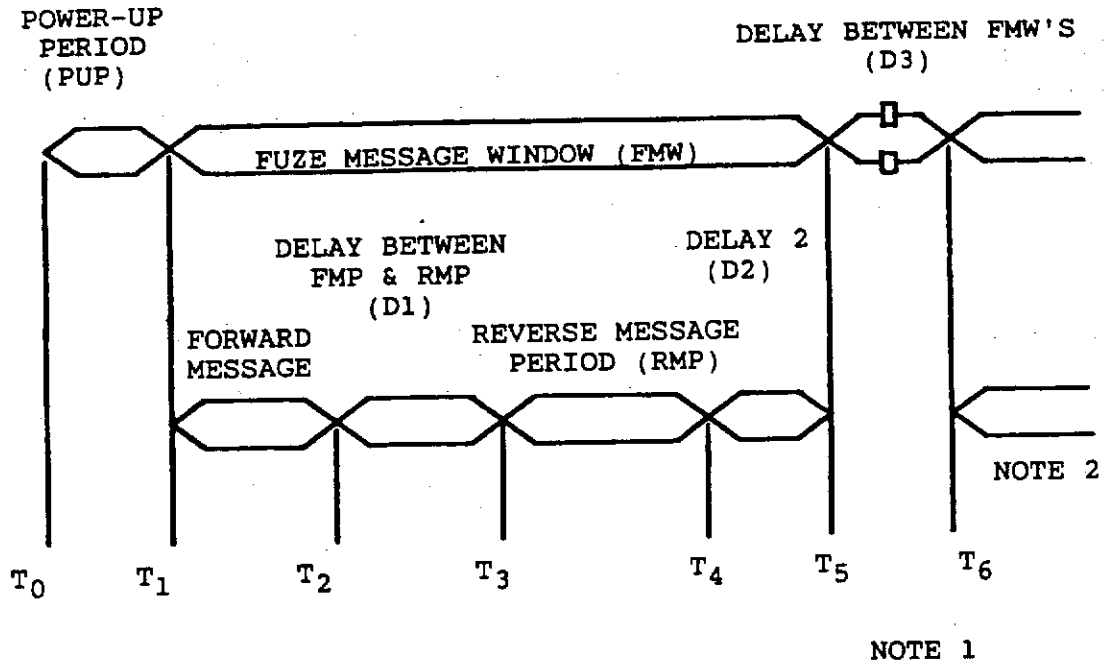 POWER-UP
PERIOD
(PUP)
DELAY BETWEEN FMW'S
(D3)
FUZE MESSAGE WINDOW (FMW)
DELAY BETWEEN
FMP & RMP
(D1)
DELAY 2
(D2)
FORWARD
MESSAGE
REVERSE MESSAGE
PERIOD (RMP)
NOTE 2
T0 T1 T2 T3 T4 T5 T6
NOTE 1